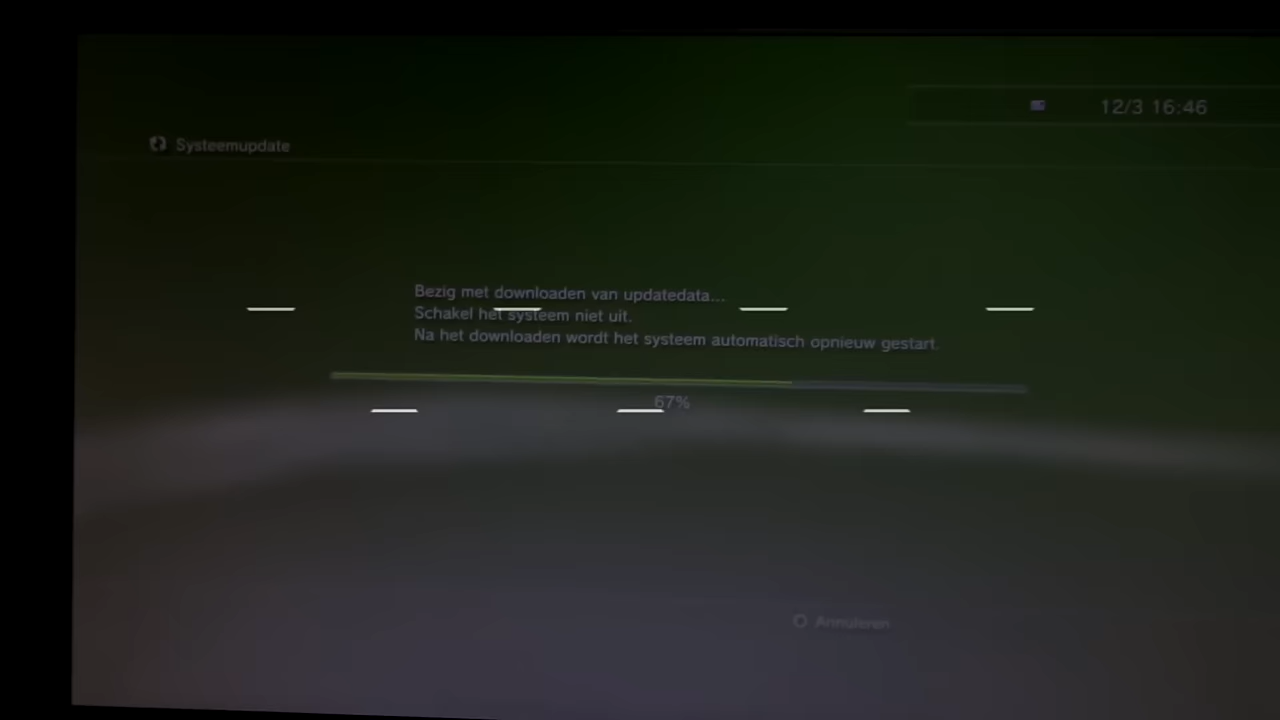 12/3 16:46
Systeemupdate
Bezig met downloaden van updatedata...
Schakel het systeem niet uit.
Na het downloaden wordt het systeem automatisch opnieuw gestart.
67%
Annuleren